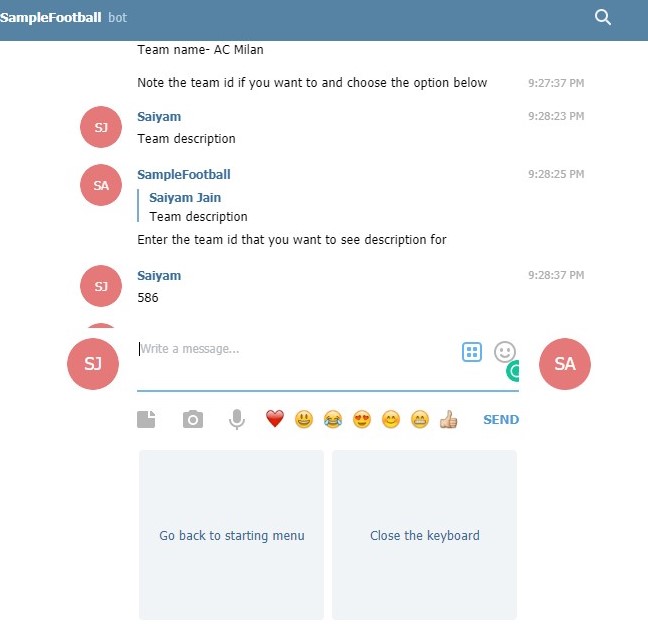 SampleFootball bot
Team name- AC Milan
Note the team id if you want to and choose the option below 9:27:37 PM
SJ Saiyam 9:28:23 PM
Team description
SA SampleFootball 9:28:25 PM
Saiyam Jain
Team description
Enter the team id that you want to see description for
SJ Saiyam 9:28:37 PM
586
SJ Write a message... SA
SEND
Go back to starting menu Close the keyboard